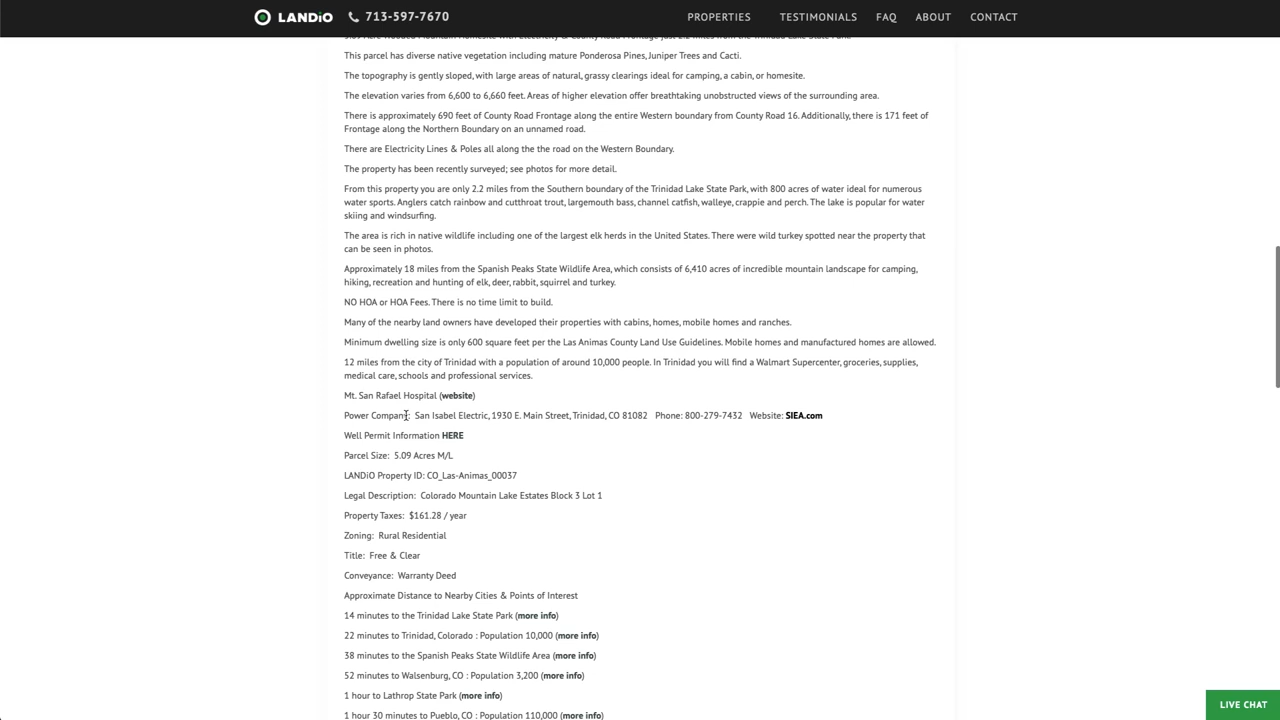 LANDiO 713-597-7670 PROPERTIES TESTIMONIALS FAQ ABOUT CONTACT
This parcel has diverse native vegetation including mature Ponderosa Pines, Juniper Trees and Cacti.
The topography is gently sloped, with large areas of natural, grassy clearings ideal for camping, a cabin, or homesite.
The elevation varies from 6,600 to 6,660 feet. Areas of higher elevation offer breathtaking unobstructed views of the surrounding area.
There is approximately 690 feet of County Road Frontage along the entire Western boundary from County Road 16. Additionally, there is 171 feet of
Frontage along the Northern Boundary on an unnamed road.
There are Electricity Lines & Poles all along the the road on the Western Boundary.
The property has been recently surveyed; see photos for more detail.
From this property you are only 2.2 miles from the Southern boundary of the Trinidad Lake State Park, with 800 acres of water ideal for numerous
water sports. Anglers catch rainbow and cutthroat trout, largemouth bass, channel catfish, walleye, crappie and perch. The lake is popular for water
skiing and windsurfing.
The area is rich in native wildlife including one of the largest elk herds in the United States. There were wild turkey spotted near the property that
can be seen in photos.
Approximately 18 miles from the Spanish Peaks State Wildlife Area, which consists of 6,410 acres of incredible mountain landscape for camping,
hiking, recreation and hunting of elk, deer, rabbit, squirrel and turkey.
NO HOA or HOA Fees. There is no time limit to build.
Many of the nearby land owners have developed their properties with cabins, homes, mobile homes and ranches.
Minimum dwelling size is only 600 square feet per the Las Animas County Land Use Guidelines. Mobile homes and manufactured homes are allowed.
12 miles from the city of Trinidad with a population of around 10,000 people. In Trinidad you will find a Walmart Supercenter, groceries, supplies,
medical care, schools and professional services.
Mt. San Rafael Hospital (website)
Power Company: San Isabel Electric, 1930 E. Main Street, Trinidad, CO 81082 Phone: 800-279-7432 Website: SIEA.com
Well Permit Information HERE
Parcel Size: 5.09 Acres M/L
LANDiO Property ID: CO_Las-Animas_00037
Legal Description: Colorado Mountain Lake Estates Block 3 Lot 1
Property Taxes: $161.28 / year
Zoning: Rural Residential
Title: Free & Clear
Conveyance: Warranty Deed
Approximate Distance to Nearby Cities & Points of Interest
14 minutes to the Trinidad Lake State Park (more info)
22 minutes to Trinidad, Colorado : Population 10,000 (more info)
38 minutes to the Spanish Peaks State Wildlife Area (more info)
52 minutes to Walsenburg, CO : Population 3,200 (more info)
1 hour to Lathrop State Park (more info)
1 hour 30 minutes to Pueblo, CO : Population 110,000 (more info)
LIVE CHAT